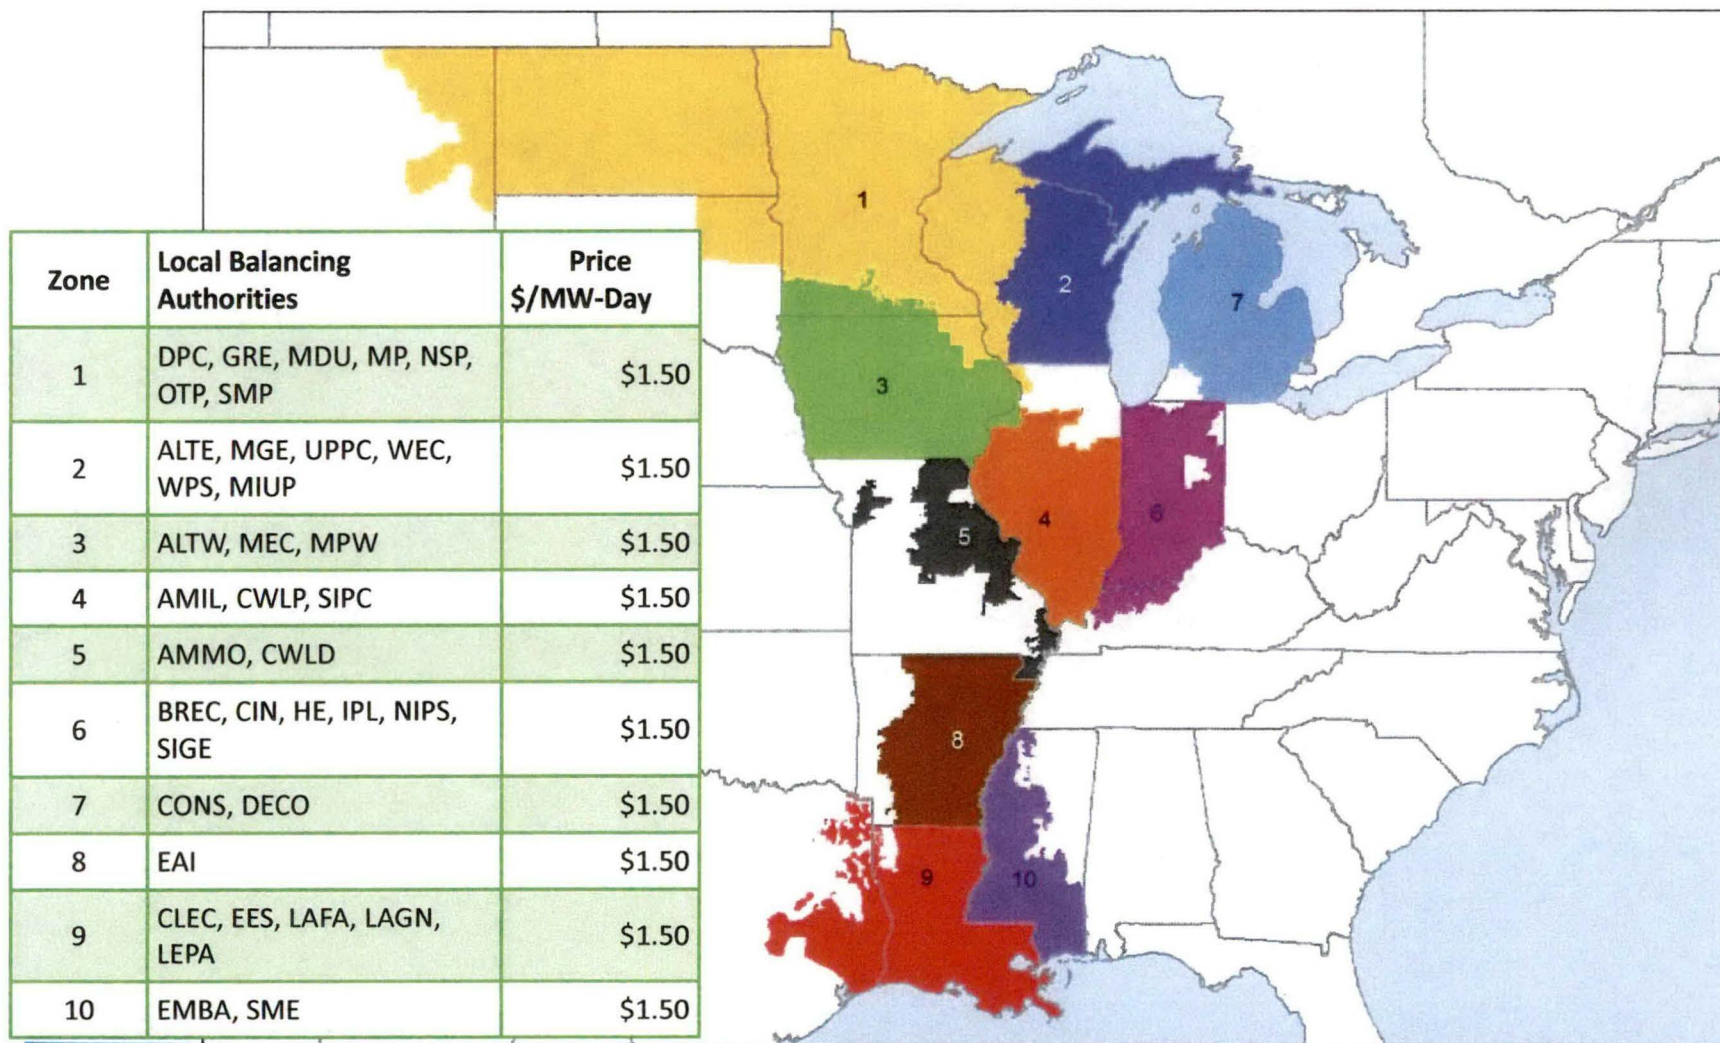 Zone
Local Balancing
Authorities
Price
$/MW-Day
1
DPC, GRE, MDU, MP, NSP,
OTP, SMP
$1.50
2
ALTE, MGE, UPPC, WEC,
WPS, MIUP
$1.50
3
ALTW, MEC, MPW
$1.50
4
AMIL, CWLP, SIPC
$1.50
5
AMMO, CWLD
$1.50
6
BREC, CIN, HE, IPL, NIPS,
SIGE
$1.50
7
CONS, DECO
$1.50
8
EAI
$1.50
9
CLEC, EES, LAFA, LAGN,
LEPA
$1.50
10
EMBA, SME
$1.50
1
2
7
3
4
6
5
8
9
10